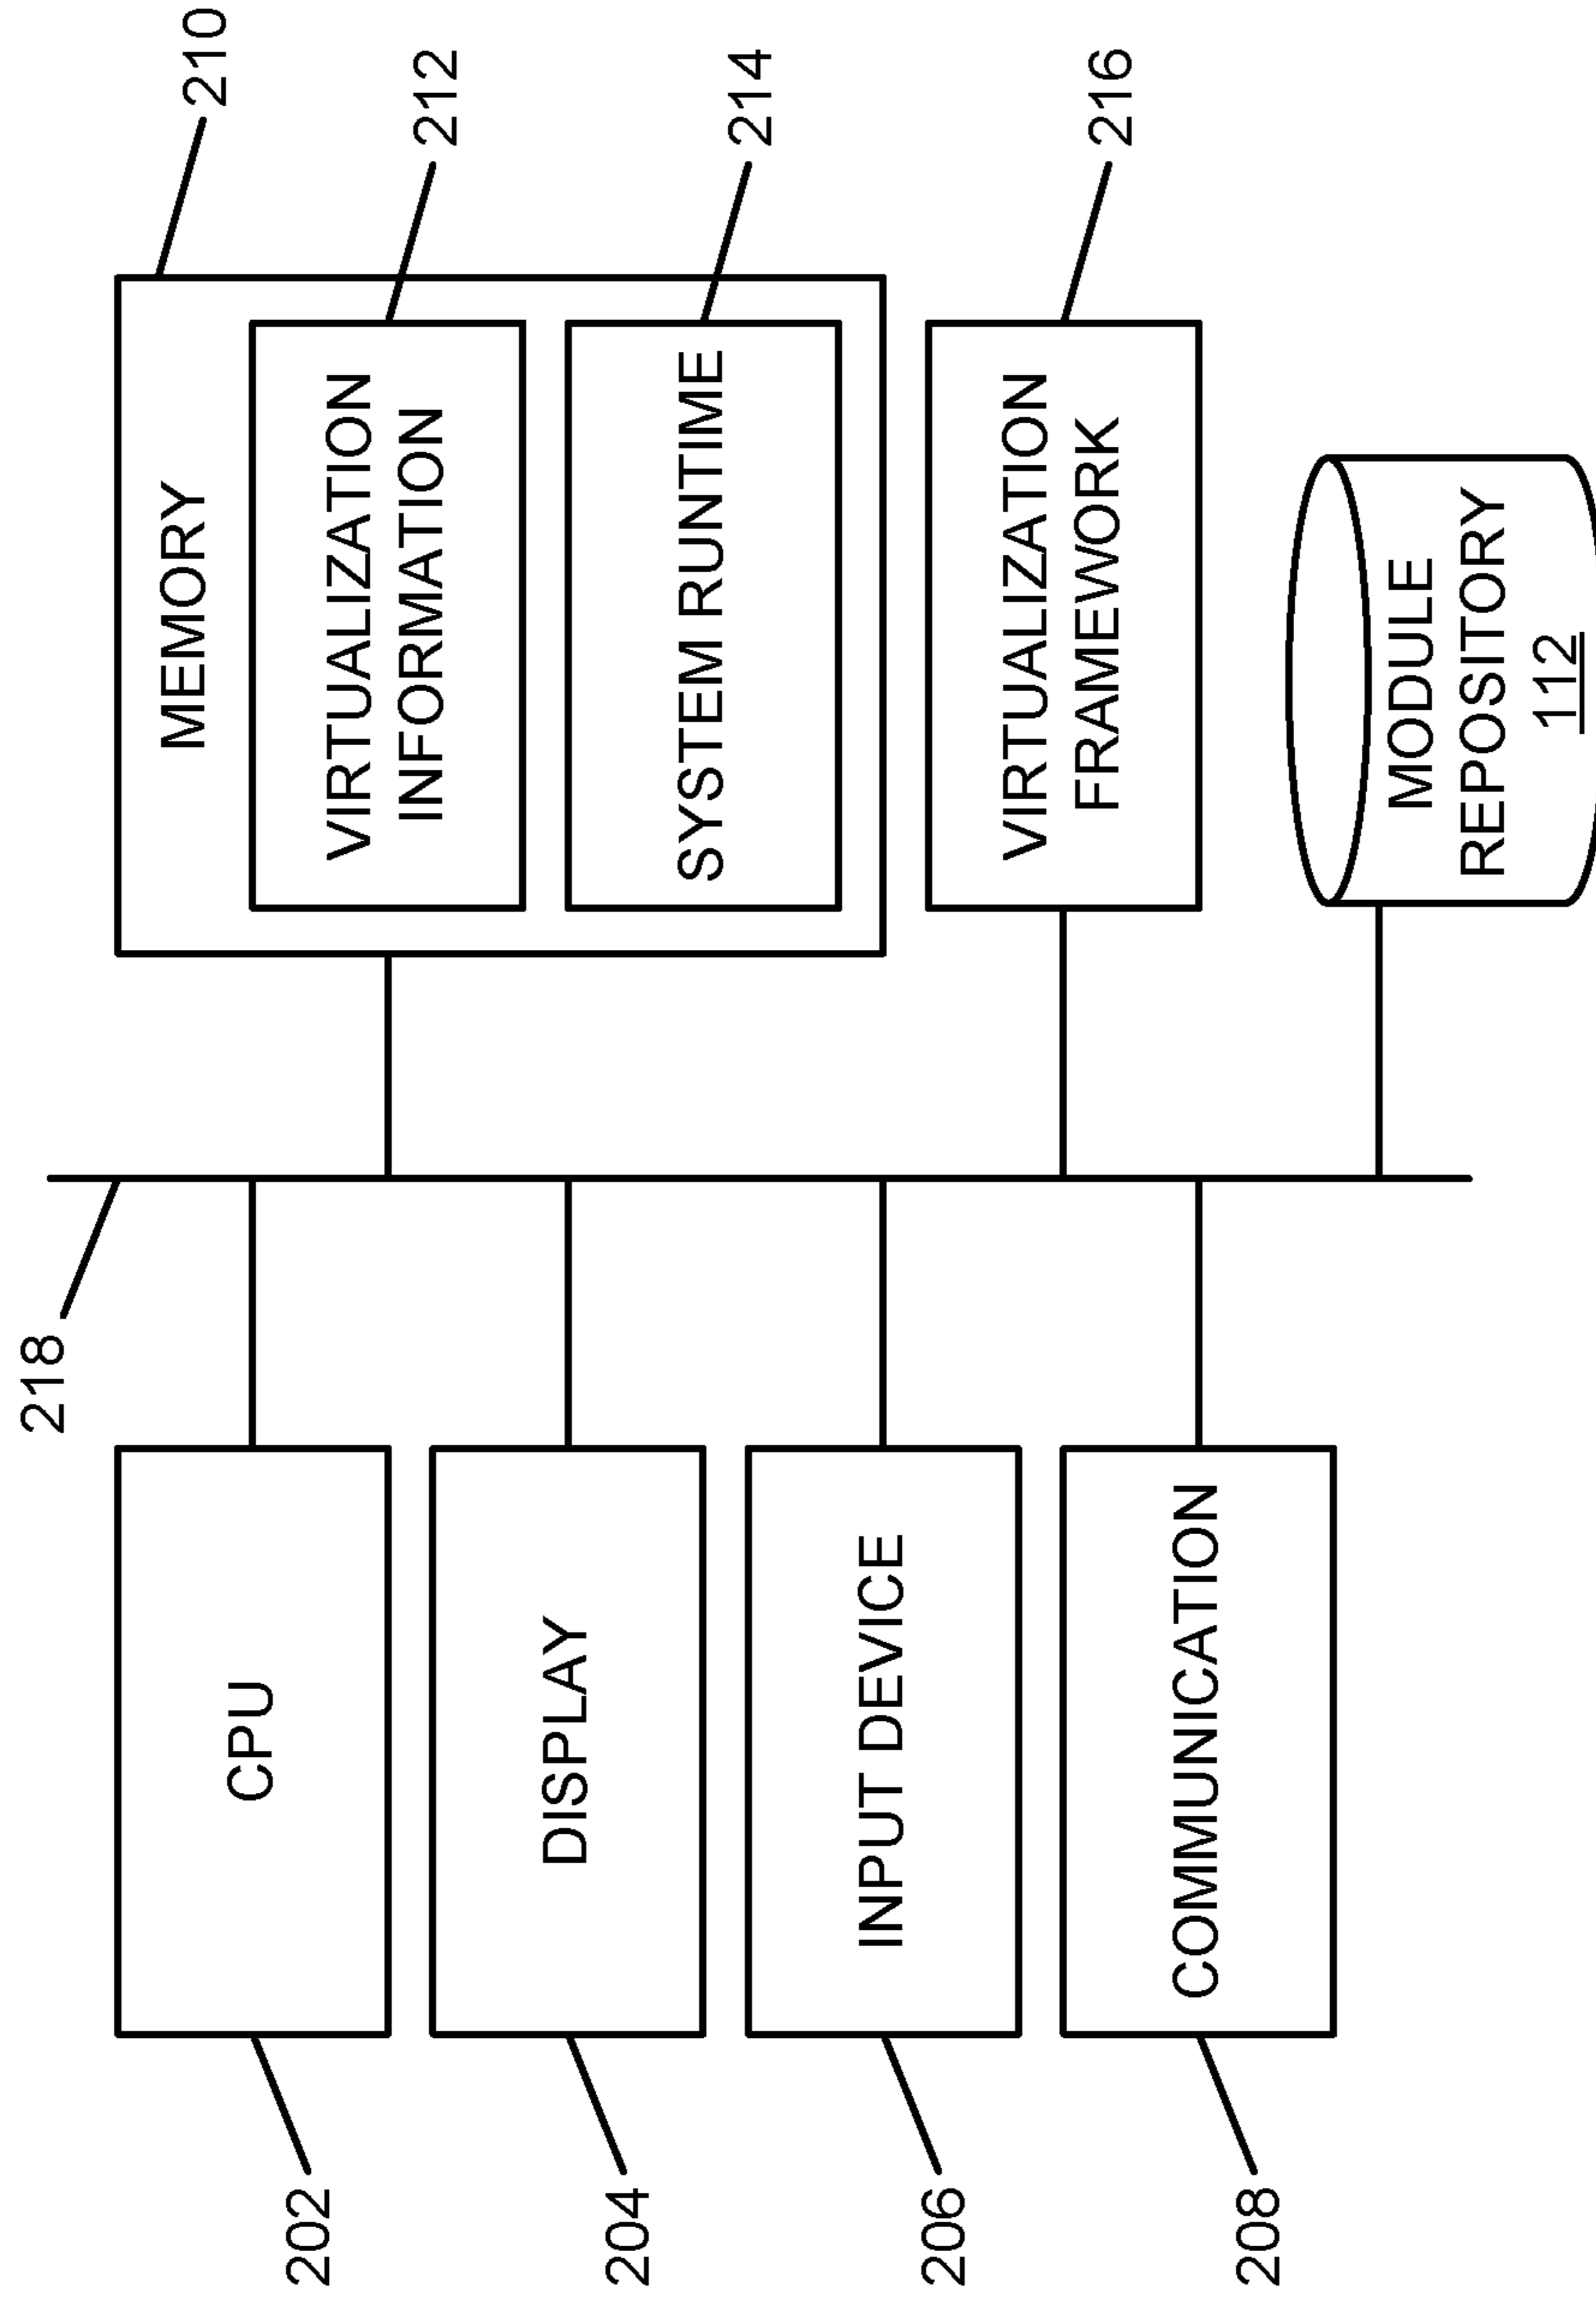 218
202
CPU
204
DISPLAY
206
INPUT DEVICE
208
COMMUNICATION
210
MEMORY
212
VIRTUALIZATION
INFORMATION
214
SYSTEM RUNTIME
216
VIRTUALIZATION
FRAMEWORK
MODULE
REPOSITORY
112